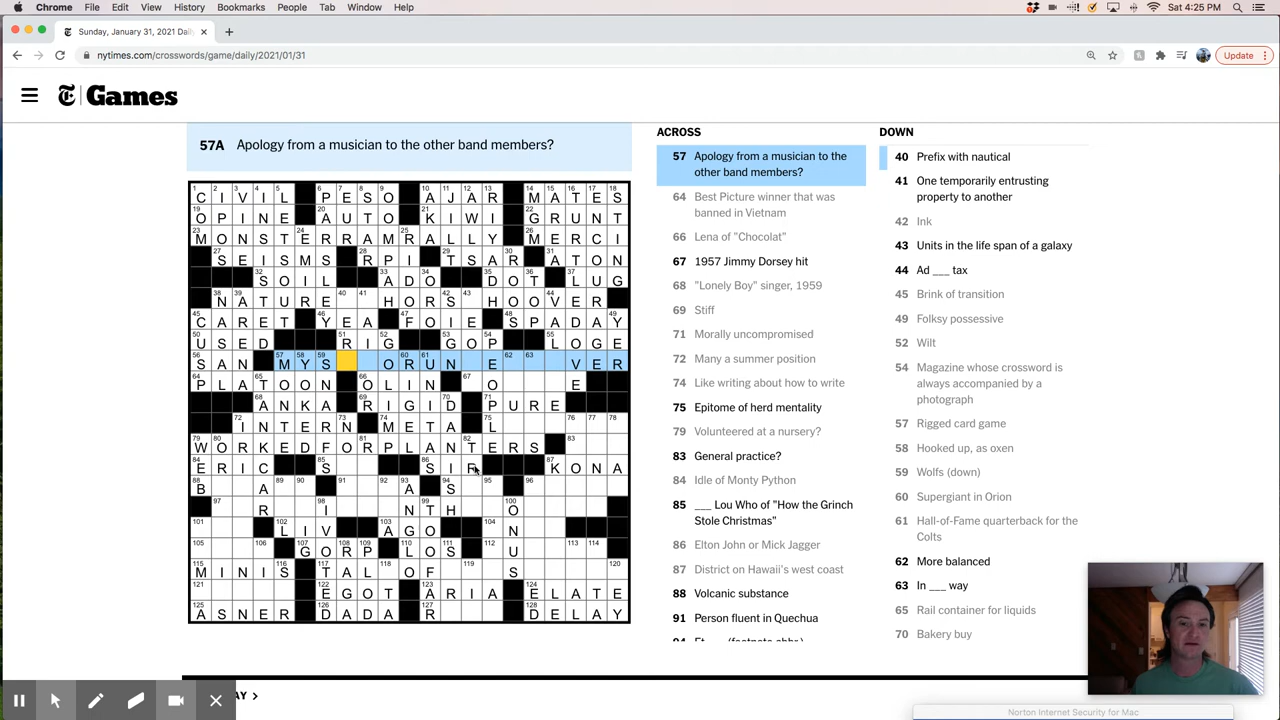 Chrome File Edit View History Bookmarks People Tab Window Help Sat 4:25 PM
Sunday, January 31, 2021 Dail
nytimes.com/crosswords/game/daily/2021/01/31 Update
Games
57A Apology from a musician to the other band members?
C I V I L P E S O A J A R M A T E S
O P I N E A U T O K I W I G R U N T
M O N S T E R R A M R A L L Y M E R C I
S E I S M S R P I T S A R A T O N
S O I L A D O D O T L U G
N A T U R E H O R S H O O V E R
C A R E T Y E A F O I E S P A D A Y
U S E D R I G G O P L O G E
S A N M Y S O R U N E V E R
P L A T O O N O L I N O E
A N K A R I G I D P U R E
I N T E R N M E T A L
W O R K E D F O R P L A N T E R S
E R I C S S I R K O N A
B A A S
R I N T H O
L I V A G O N
G O R P L O S U
M I N I S T A L O F S
E G O T A R I A E L A T E
A S N E R D A D A R D E L A Y
ACROSS
57 Apology from a musician to the other band members?
64 Best Picture winner that was banned in Vietnam
66 Lena of "Chocolat"
67 1957 Jimmy Dorsey hit
68 "Lonely Boy" singer, 1959
69 Stiff
71 Morally uncompromised
72 Many a summer position
74 Like writing about how to write
75 Epitome of herd mentality
79 Volunteered at a nursery?
83 General practice?
84 Idle of Monty Python
85 ___ Lou Who of "How the Grinch Stole Christmas"
86 Elton John or Mick Jagger
87 District on Hawaii's west coast
88 Volcanic substance
91 Person fluent in Quechua
DOWN
40 Prefix with nautical
41 One temporarily entrusting property to another
42 Ink
43 Units in the life span of a galaxy
44 Ad ___ tax
45 Brink of transition
49 Folksy possessive
52 Wilt
54 Magazine whose crossword is always accompanied by a photograph
57 Rigged card game
58 Hooked up, as oxen
59 Wolfs (down)
60 Supergiant in Orion
61 Hall-of-Fame quarterback for the Colts
62 More balanced
63 In ___ way
65 Rail container for liquids
70 Bakery buy
AY >
Norton Internet Security for Mac